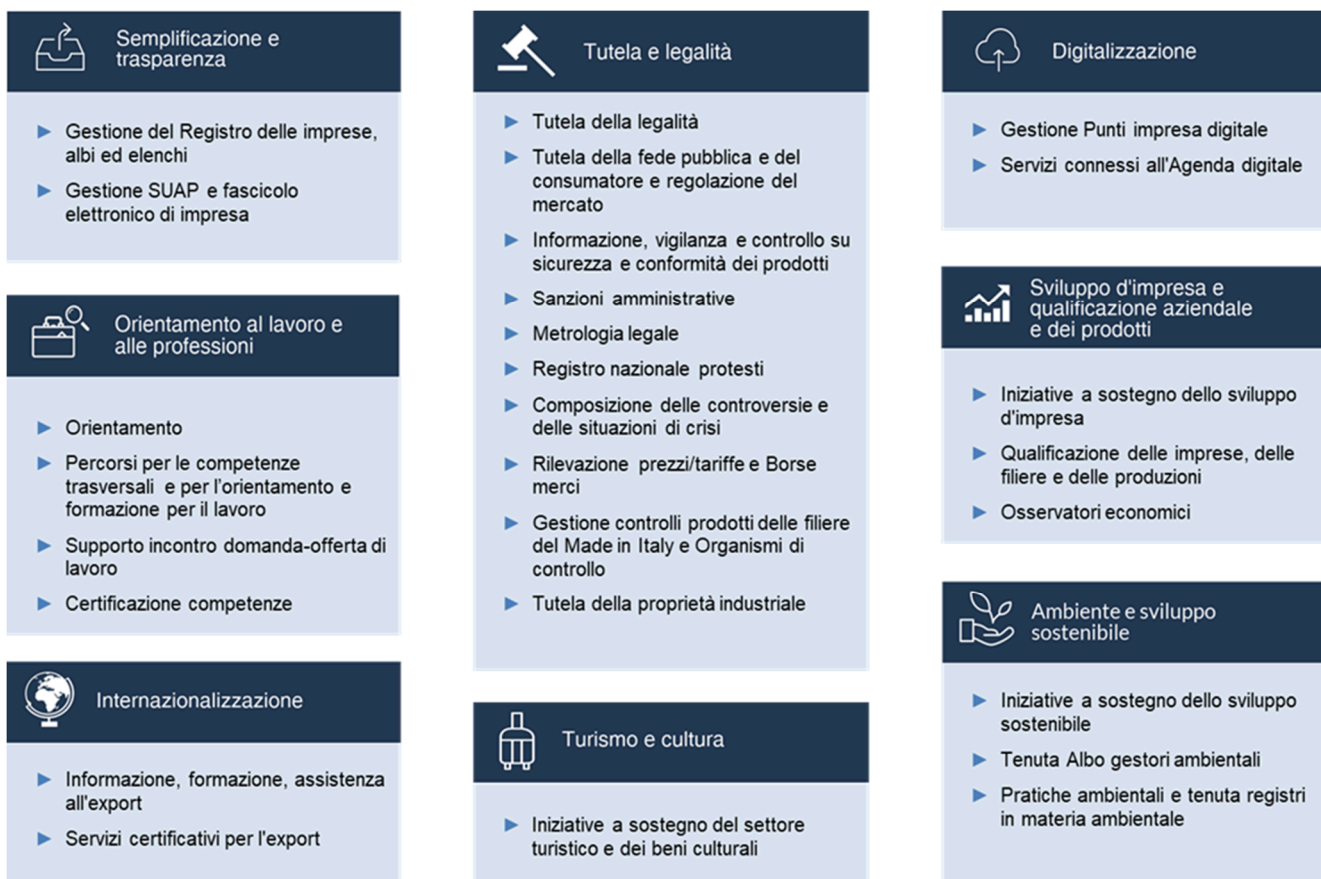 Semplificazione e
trasparenza
Gestione del Registro delle imprese,
albi ed elenchi
Gestione SUAP e fascicolo
elettronico di impresa
Orientamento al lavoro e
alle professioni
Orientamento
Percorsi per le competenze
trasversali e per l'orientamento e
formazione per il lavoro
Supporto incontro domanda-offerta di
lavoro
Certificazione competenze
Internazionalizzazione
Informazione, formazione, assistenza
all'export
Servizi certificativi per l'export
Tutela e legalità
Tutela della legalità
Tutela della fede pubblica e del
consumatore e regolazione del
mercato
Informazione, vigilanza e controllo su
sicurezza e conformità dei prodotti
Sanzioni amministrative
Metrologia legale
Registro nazionale protesti
Composizione delle controversie e
delle situazioni di crisi
Rilevazione prezzi/tariffe e Borse
merci
Gestione controlli prodotti delle filiere
del Made in Italy e Organismi di
controllo
Tutela della proprietà industriale
Turismo e cultura
Iniziative a sostegno del settore
turistico e dei beni culturali
Digitalizzazione
Gestione Punti impresa digitale
Servizi connessi all'Agenda digitale
Sviluppo d'impresa e
qualificazione aziendale
e dei prodotti
Iniziative a sostegno dello sviluppo
d'impresa
Qualificazione delle imprese, delle
filiere e delle produzioni
Osservatori economici
Ambiente e sviluppo
sostenibile
Iniziative a sostegno dello sviluppo
sostenibile
Tenuta Albo gestori ambientali
Pratiche ambientali e tenuta registri
in materia ambientale